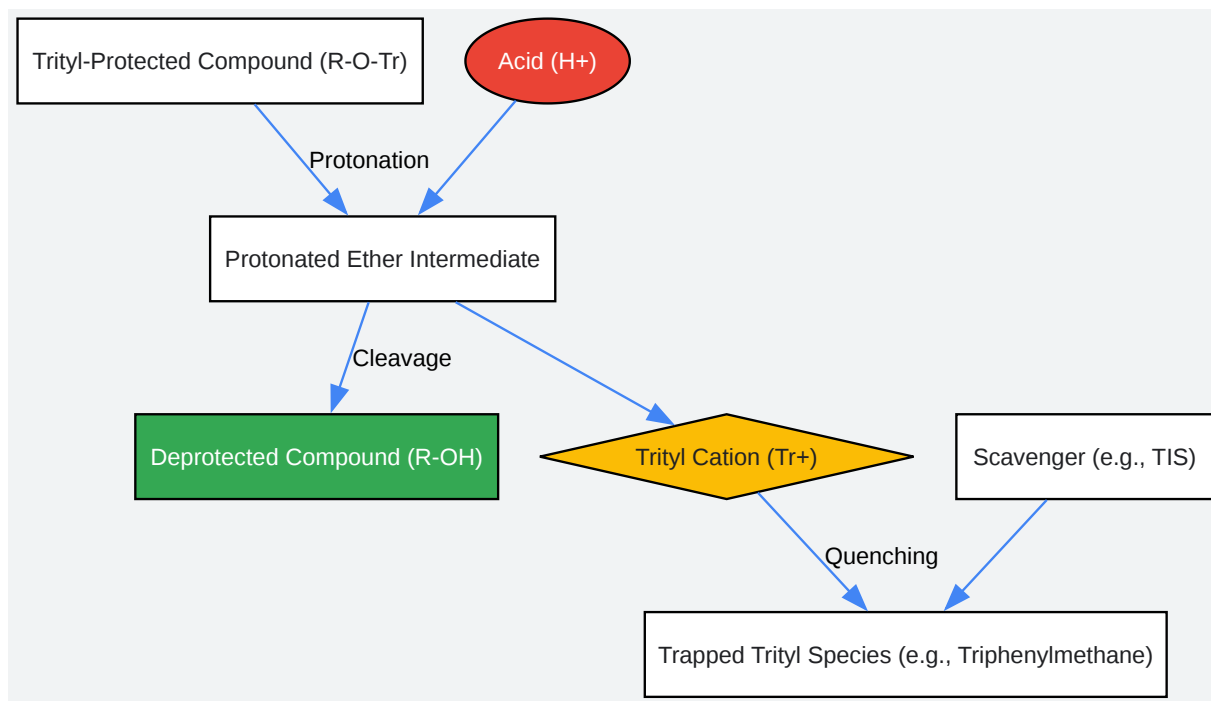 Trityl-Protected Compound (R-O-Tr)
Acid (H+)
Protonation
Protonated Ether Intermediate
Cleavage
Deprotected Compound (R-OH)
Trityl Cation (Tr+)
Scavenger (e.g., TIS)
Quenching
Trapped Trityl Species (e.g., Triphenylmethane)